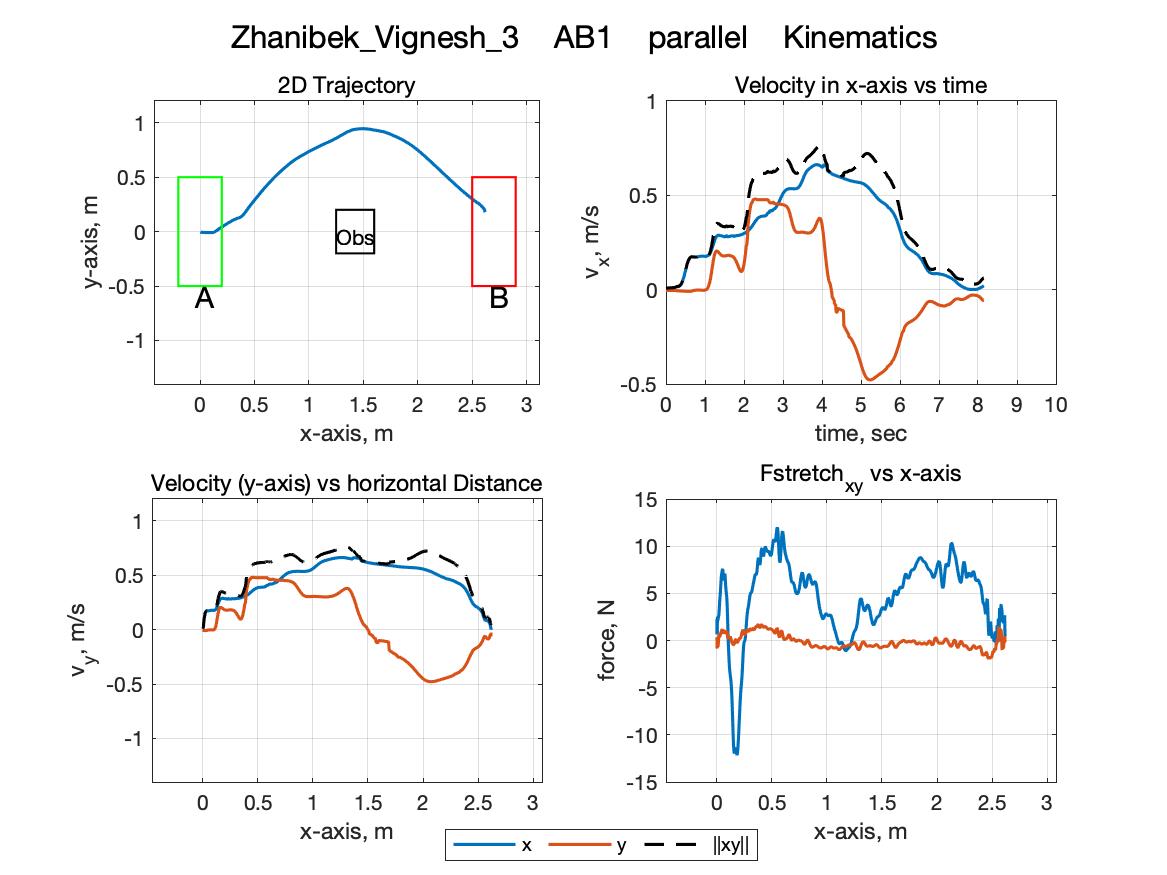 Zhanibek_Vignesh_3 AB1 parallel Kinematics
2D Trajectory
1
0.5
0
-0.5
-1
y-axis, m
Obs
A
B
0 0.5 1 1.5 2 2.5 3
x-axis, m
Velocity in x-axis vs time
1
0.5
0
-0.5
vx, m/s
0 1 2 3 4 5 6 7 8 9 10
time, sec
Velocity (y-axis) vs horizontal Distance
1
0.5
0
-0.5
-1
vy, m/s
0 0.5 1 1.5 2 2.5 3
x-axis, m
Fstretchxy vs x-axis
15
10
5
0
-5
-10
-15
force, N
0 0.5 1 1.5 2 2.5 3
x-axis, m
x y ||xy||